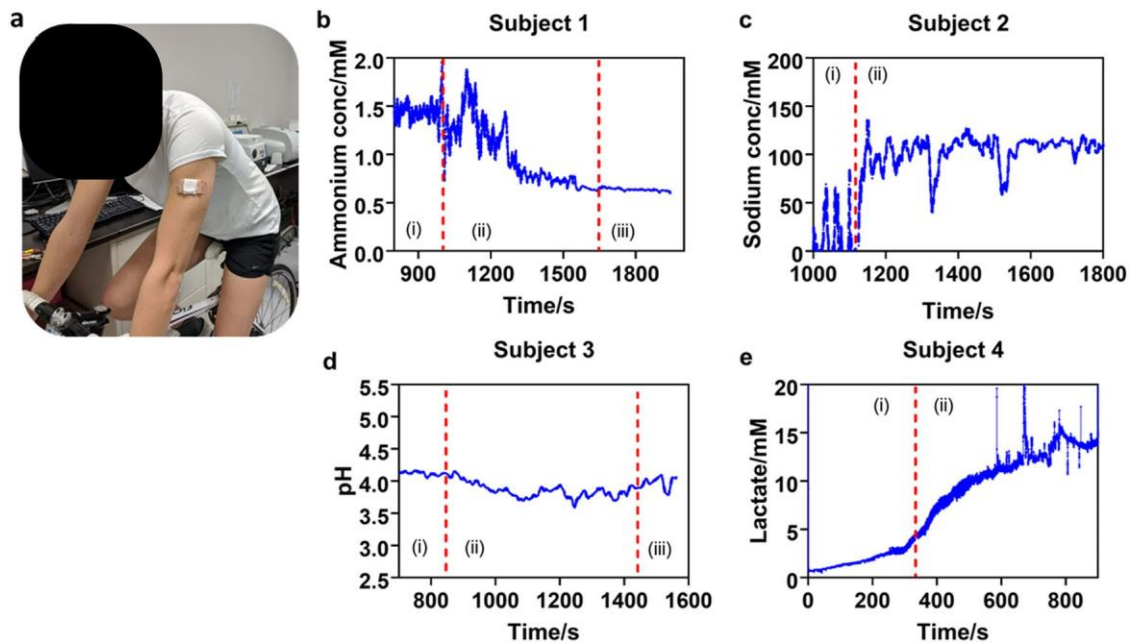 a
b
Subject 1
Ammonium conc/mM
2.0
1.5
1.0
0.5
0.0
(i)
(ii)
(iii)
900
1200
1500
1800
Time/s
c
Subject 2
Sodium conc/mM
200
150
100
50
0
(i)
(ii)
1000
1200
1400
1600
1800
Time/s
d
Subject 3
pH
5.5
5.0
4.5
4.0
3.5
3.0
2.5
(i)
(ii)
(iii)
800
1000
1200
1400
1600
Time/s
e
Subject 4
Lactate/mM
20
15
10
5
0
(i)
(ii)
0
200
400
600
800
Time/s